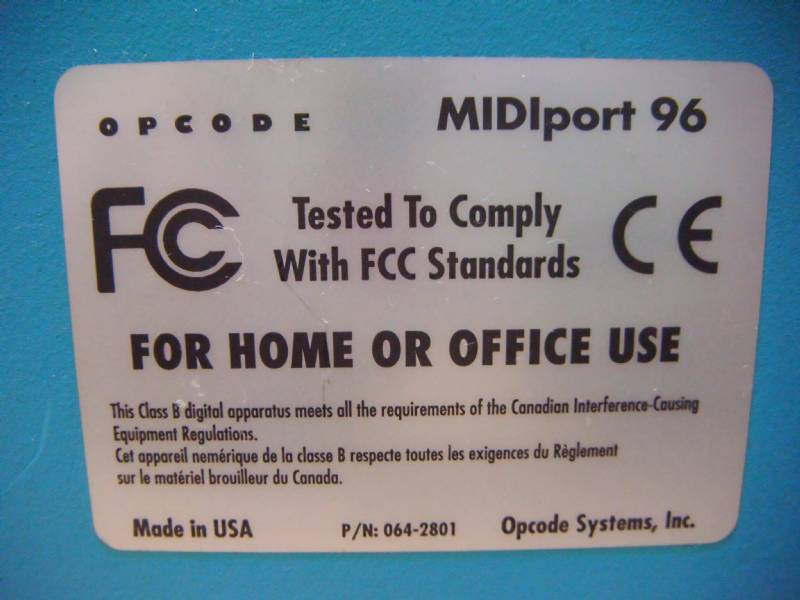 OPCODE MIDIport 96
FC Tested To Comply CE
With FCC Standards
FOR HOME OR OFFICE USE
This Class B digital apparatus meets all the requirements of the Canadian Interference-Causing
Equipment Regulations.
Cet appareil nemérique de la classe B respecte toutes les exigences du Règlement
sur le matériel brouilleur du Canada.
Made in USA P/N: 064-2801 Opcode Systems, Inc.